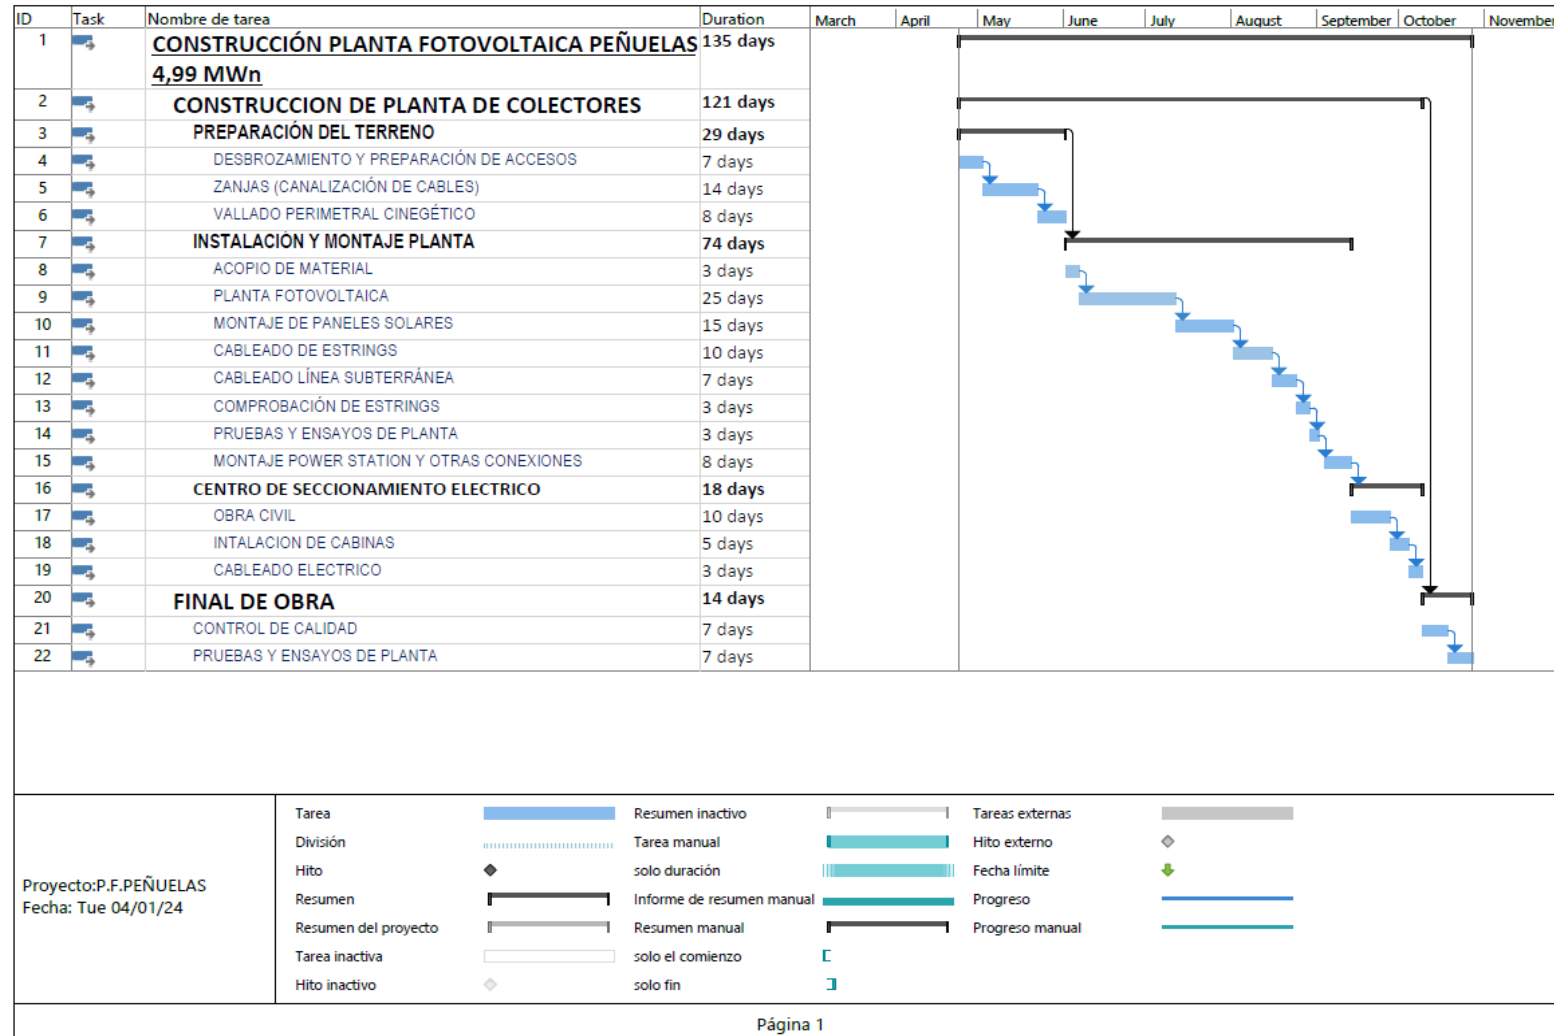 ID Task Nombre de tarea Duration March April May June July August September October November
1 CONSTRUCCIÓN PLANTA FOTOVOLTAICA PEÑUELAS 135 days
4,99 MWn
2 CONSTRUCCION DE PLANTA DE COLECTORES 121 days
3 PREPARACIÓN DEL TERRENO 29 days
4 DESBROZAMIENTO Y PREPARACIÓN DE ACCESOS 7 days
5 ZANJAS (CANALIZACIÓN DE CABLES) 14 days
6 VALLADO PERIMETRAL CINEGÉTICO 8 days
7 INSTALACIÓN Y MONTAJE PLANTA 74 days
8 ACOPIO DE MATERIAL 3 days
9 PLANTA FOTOVOLTAICA 25 days
10 MONTAJE DE PANELES SOLARES 15 days
11 CABLEADO DE ESTRINGS 10 days
12 CABLEADO LÍNEA SUBTERRÁNEA 7 days
13 COMPROBACIÓN DE ESTRINGS 3 days
14 PRUEBAS Y ENSAYOS DE PLANTA 3 days
15 MONTAJE POWER STATION Y OTRAS CONEXIONES 8 days
16 CENTRO DE SECCIONAMIENTO ELECTRICO 18 days
17 OBRA CIVIL 10 days
18 INTALACION DE CABINAS 5 days
19 CABLEADO ELECTRICO 3 days
20 FINAL DE OBRA 14 days
21 CONTROL DE CALIDAD 7 days
22 PRUEBAS Y ENSAYOS DE PLANTA 7 days
Proyecto:P.F.PEÑUELAS
Fecha: Tue 04/01/24
Tarea Resumen inactivo Tareas externas
División Tarea manual Hito externo
Hito solo duración Fecha límite
Resumen Informe de resumen manual Progreso
Resumen del proyecto Resumen manual Progreso manual
Tarea inactiva solo el comienzo
Hito inactivo solo fin
Página 1